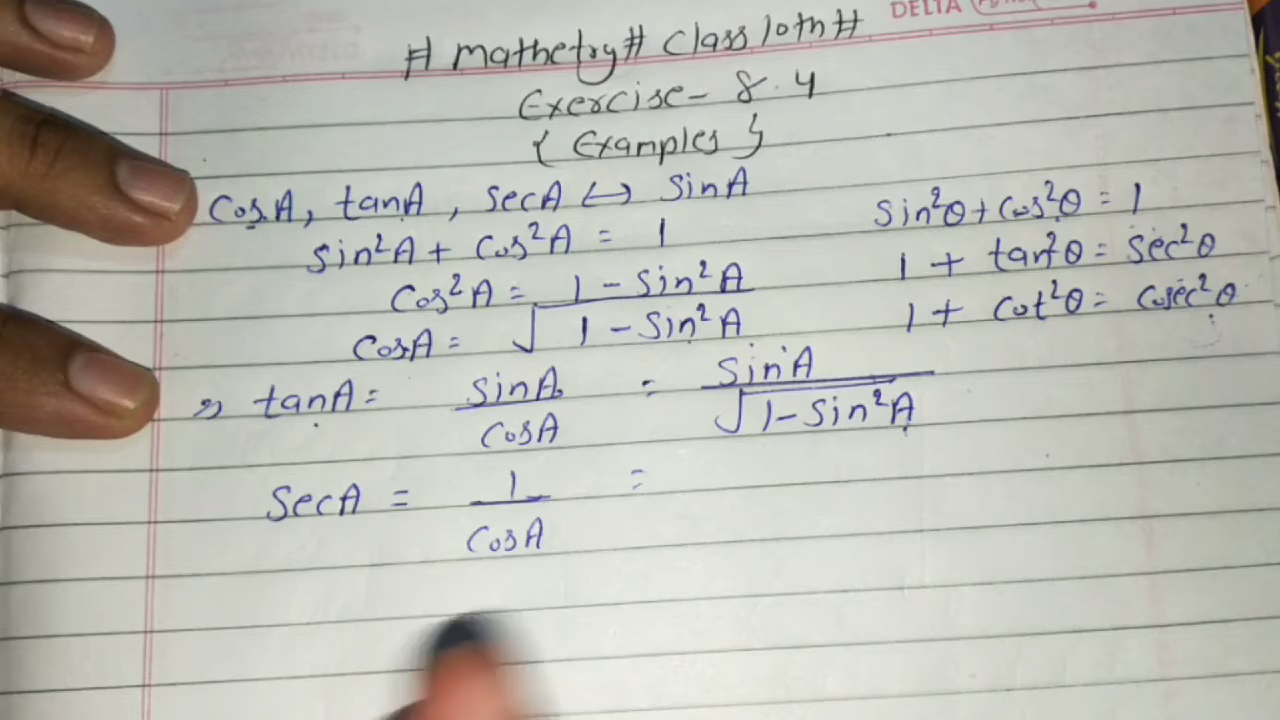 DELTA
# mathetry # Class 10th #
Exercise - 8.4
{ Examples }
CosA, tanA, secA ↔ SinA
sin²A + cos²A = 1
Cos²A = 1 - Sin²A
CosA = √1 - Sin²A
⇒ tanA = SinA/CosA = SinA/√1-Sin²A
SecA = 1/CosA =
Sin²θ + Cos²θ = 1
1 + tan²θ = Sec²θ
1 + Cot²θ = Cosec²θ